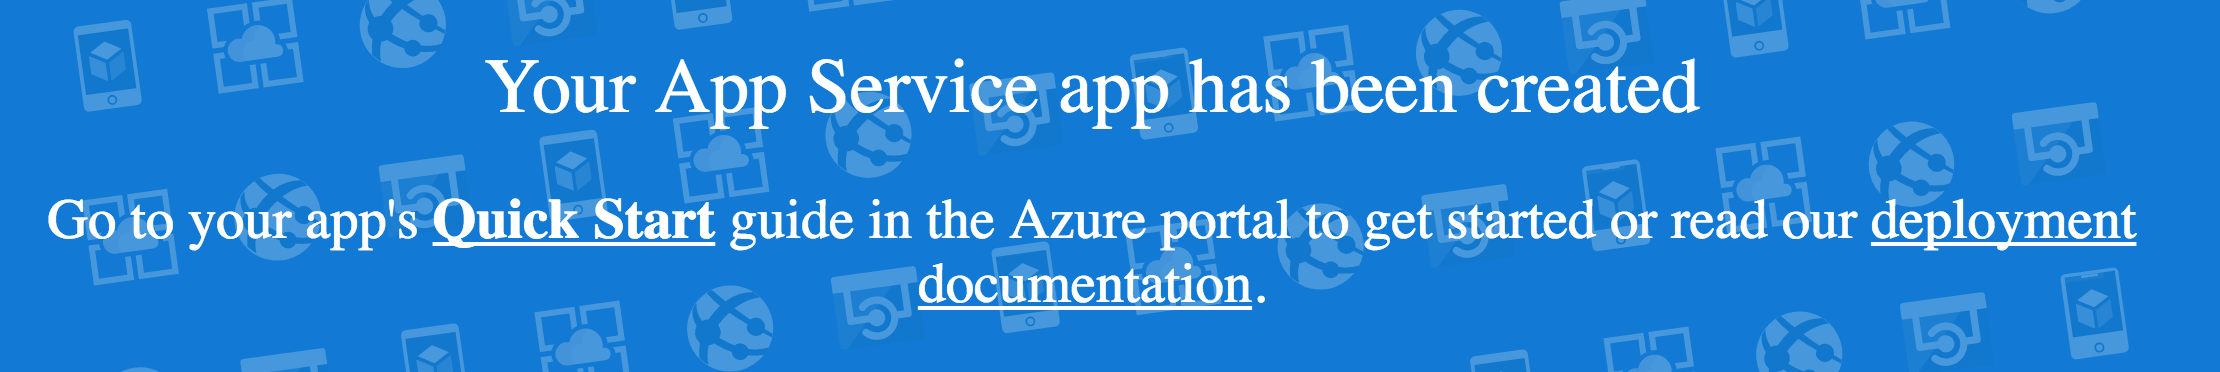 Your App Service app has been created
Go to your app's Quick Start guide in the Azure portal to get started or read our deployment
documentation.